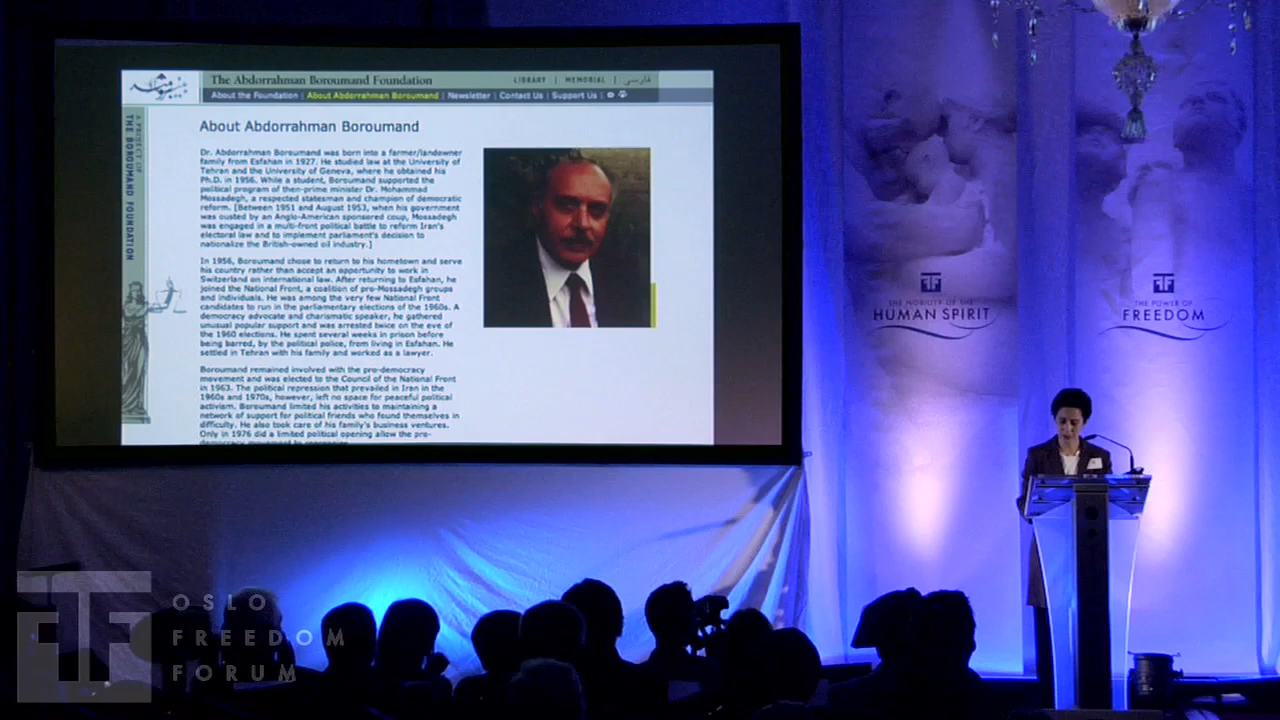 The Abdorrahman Boroumand Foundation
LIBRARY | MEMORIAL | فارسی
About the Foundation | About Abdorrahman Boroumand | Newsletter | Contact Us | Support Us |
A PROJECT OF
THE BOROUMAND FOUNDATION
About Abdorrahman Boroumand
Dr. Abdorrahman Boroumand was born into a farmer/landowner
family from Esfahan in 1927. He studied law at the University of
Tehran and the University of Geneva, where he obtained his
Ph.D. in 1956. While a student, Boroumand supported the
political program of then-prime minister Dr. Mohammad
Mossadegh, a respected statesman and champion of democratic
reform. [Between 1951 and August 1953, when his government
was ousted by an Anglo-American sponsored coup, Mossadegh
was engaged in a multi-front political battle to reform Iran's
electoral law and to implement parliament's decision to
nationalize the British-owned oil industry.]
In 1956, Boroumand chose to return to his hometown and serve
his country rather than accept an opportunity to work in
Switzerland on international law. After returning to Esfahan, he
joined the National Front, a coalition of pro-Mossadegh groups
and individuals. He was among the very few National Front
candidates to run in the parliamentary elections of the 1960s. A
democracy advocate and charismatic speaker, he gathered
unusual popular support and was arrested twice on the eve of
the 1960 elections. He spent several weeks in prison before
being barred, by the political police, from living in Esfahan. He
settled in Tehran with his family and worked as a lawyer.
Boroumand remained involved with the pro-democracy
movement and was elected to the Council of the National Front
in 1963. The political repression that prevailed in Iran in the
1960s and 1970s, however, left no space for peaceful political
activism. Boroumand limited his activities to maintaining a
network of support for political friends who found themselves in
difficulty. He also took care of his family's business ventures.
Only in 1976 did a limited political opening allow the pro-
democracy movement to
THE NOBILITY OF THE
HUMAN SPIRIT
THE POWER OF
FREEDOM
OSLO
FREEDOM
FORUM